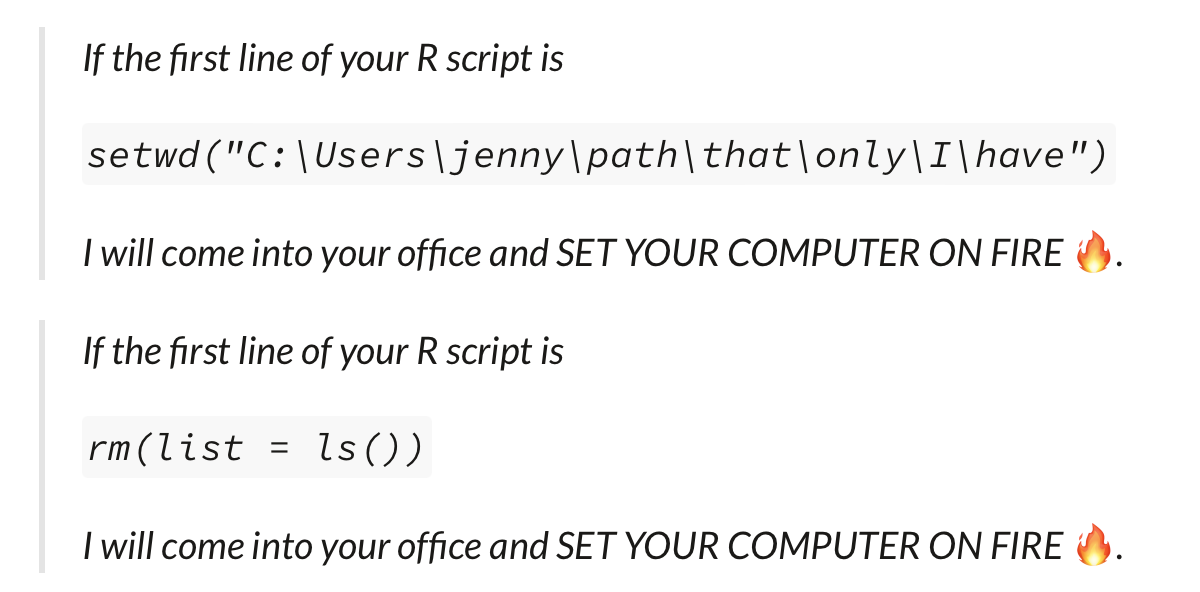 If the first line of your R script is
setwd("C:\Users\jenny\path\that\only\I\have")
I will come into your office and SET YOUR COMPUTER ON FIRE 🔥.
If the first line of your R script is
rm(list = ls())
I will come into your office and SET YOUR COMPUTER ON FIRE 🔥.